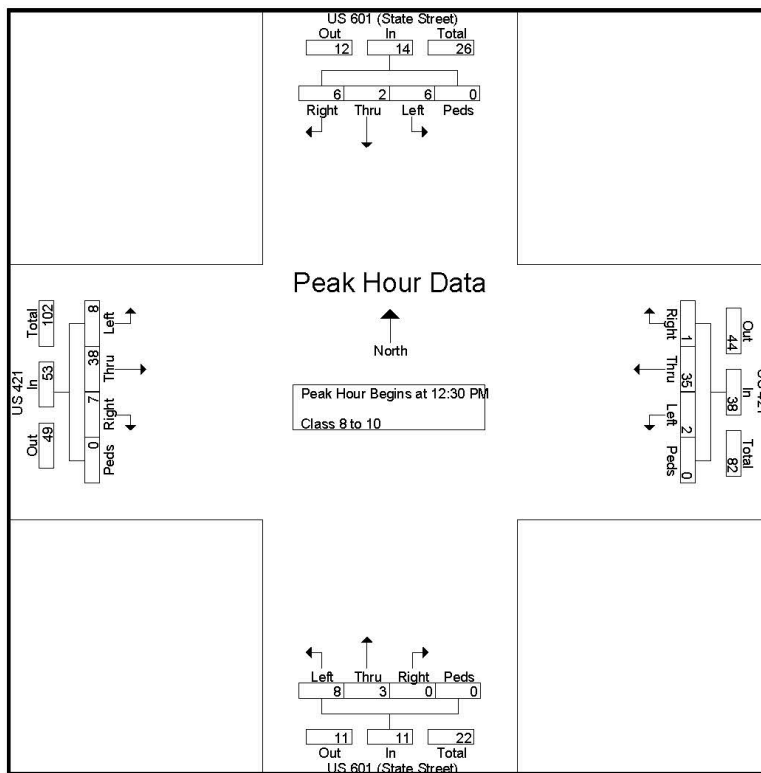 US 601 (State Street)
Out In Total
12 14 26
6 2 6 0
Right Thru Left Peds
Peak Hour Data
North
Peak Hour Begins at 12:30 PM
Class 8 to 10
US 421
Out In Total
49 53 102
Left Thru Right Peds
8 38 7 0
Right Thru Left Peds
1 35 2 0
Out In Total
44 38 82
US 421
Left Thru Right Peds
8 3 0 0
11 11 22
Out In Total
US 601 (State Street)